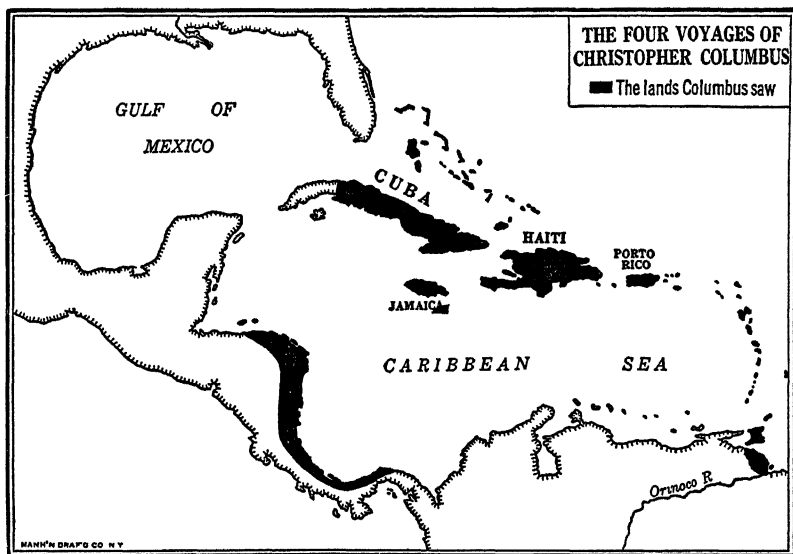 THE FOUR VOYAGES OF
CHRISTOPHER COLUMBUS
The lands Columbus saw
GULF OF
MEXICO
CUBA
HAITI
PORTO
RICO
JAMAICA
CARIBBEAN SEA
Orinoco R
MANH'N DRAF'G CO N Y